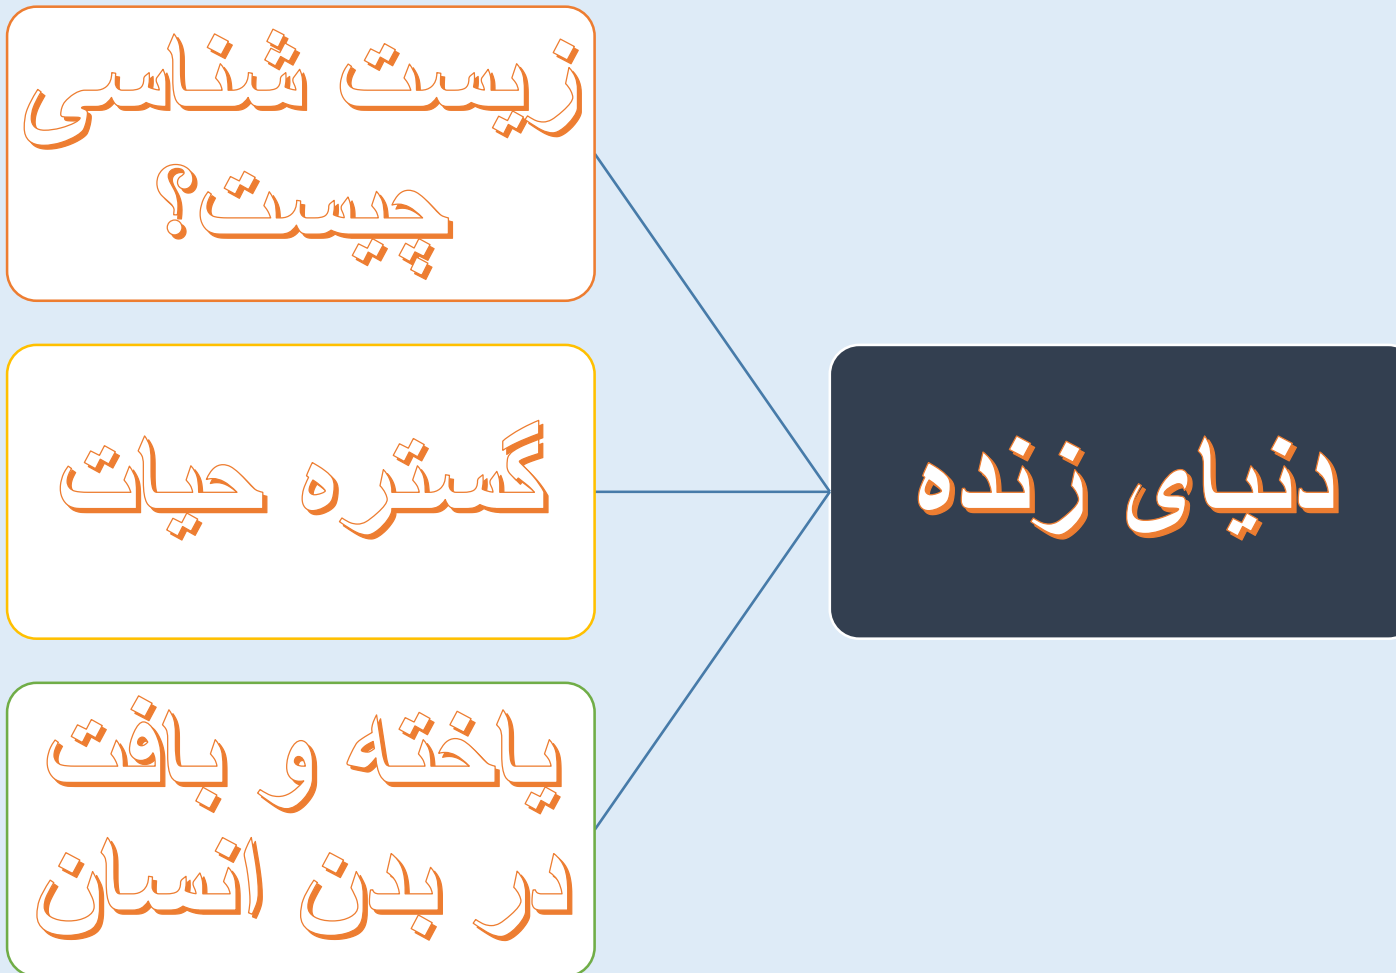 دنیای زنده
زیست شناسی
چیست؟
گستره حیات
یاخته و بافت
در بدن انسان